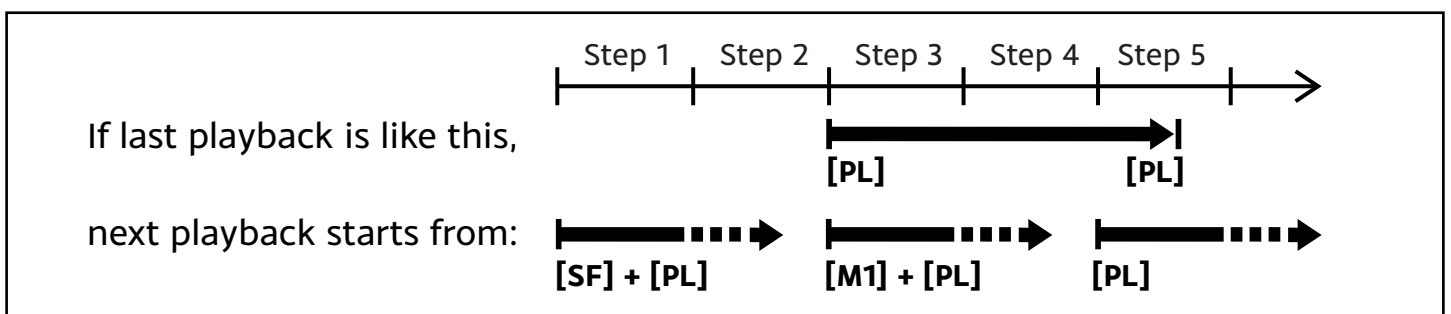 Step 1 Step 2 Step 3 Step 4 Step 5
If last playback is like this,
[PL] [PL]
next playback starts from:
[SF] + [PL] [M1] + [PL] [PL]